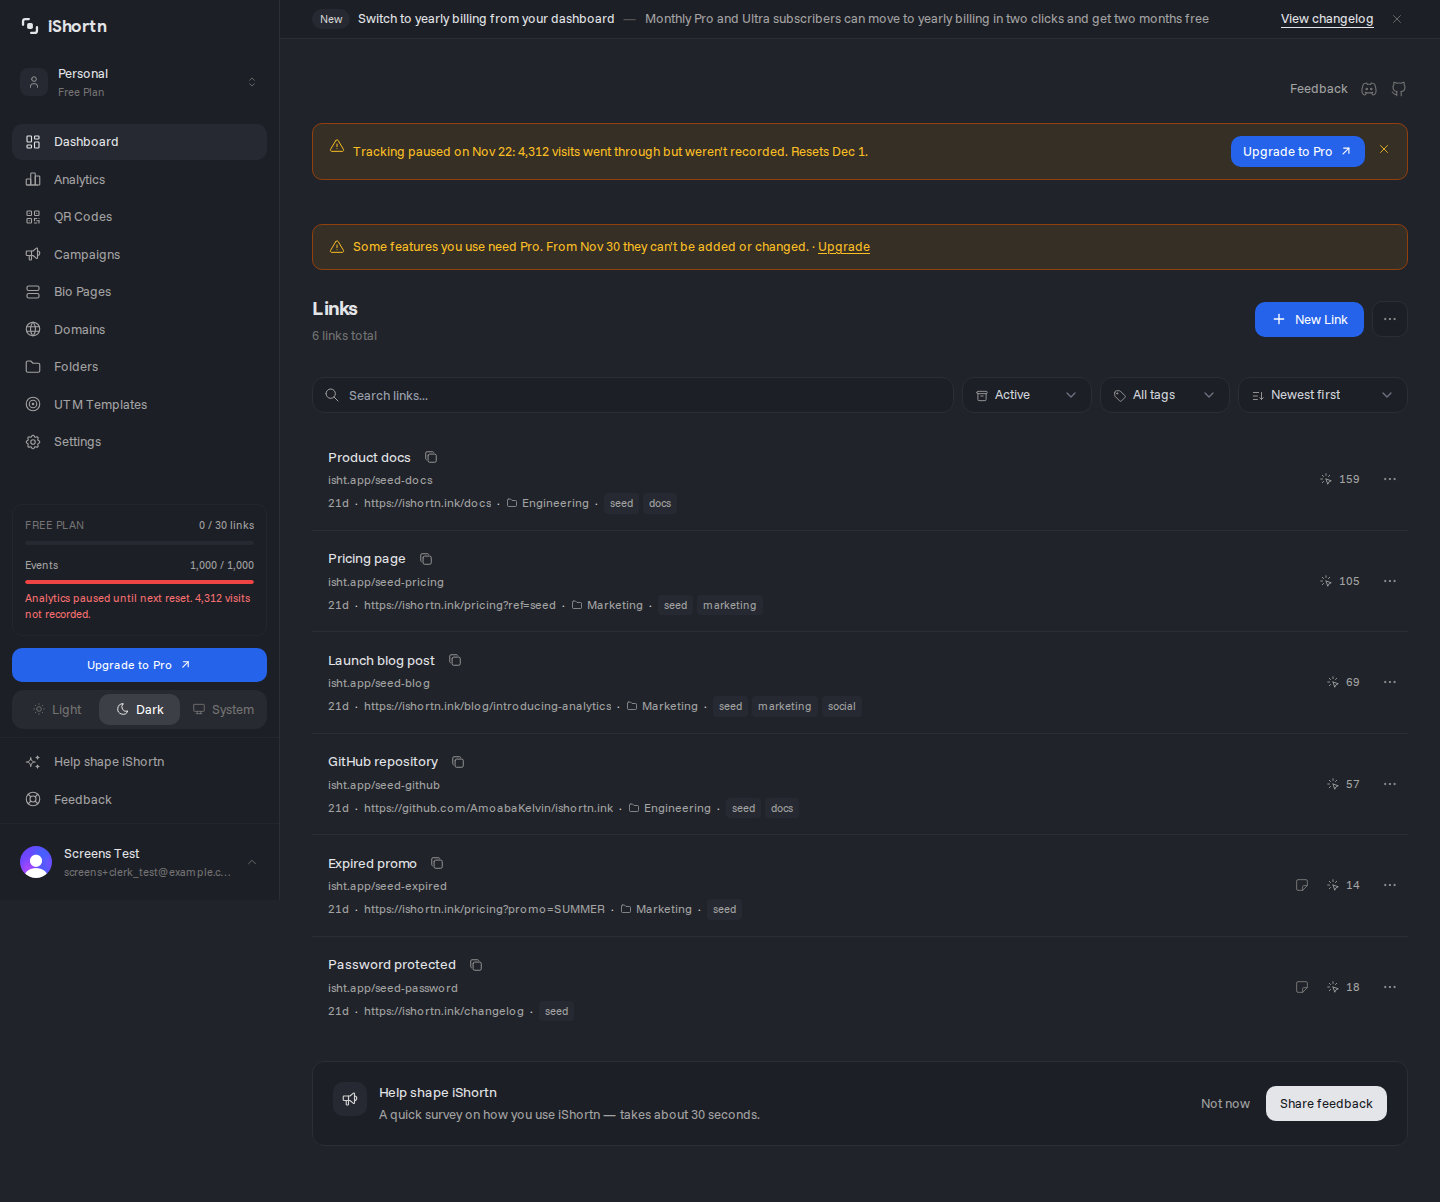 iShortn
Personal
Free Plan
Dashboard
Analytics
QR Codes
Campaigns
Bio Pages
Domains
Folders
UTM Templates
Settings
FREE PLAN 0 / 30 links
Events 1,000 / 1,000
Analytics paused until next reset. 4,312 visits
not recorded.
Upgrade to Pro
Light Dark System
Help shape iShortn
Feedback
Screens Test
screens+clerk_test@example.c...
New Switch to yearly billing from your dashboard — Monthly Pro and Ultra subscribers can move to yearly billing in two clicks and get two months free View changelog
Feedback
Tracking paused on Nov 22: 4,312 visits went through but weren't recorded. Resets Dec 1. Upgrade to Pro
Some features you use need Pro. From Nov 30 they can't be added or changed. · Upgrade
Links
6 links total
New Link
Search links... Active All tags Newest first
Product docs
isht.app/seed-docs
159
21d · https://ishortn.ink/docs · Engineering · seed docs
Pricing page
isht.app/seed-pricing
105
21d · https://ishortn.ink/pricing?ref=seed · Marketing · seed marketing
Launch blog post
isht.app/seed-blog
69
21d · https://ishortn.ink/blog/introducing-analytics · Marketing · seed marketing social
GitHub repository
isht.app/seed-github
57
21d · https://github.com/AmoabaKelvin/ishortn.ink · Engineering · seed docs
Expired promo
isht.app/seed-expired
14
21d · https://ishortn.ink/pricing?promo=SUMMER · Marketing · seed
Password protected
isht.app/seed-password
18
21d · https://ishortn.ink/changelog · seed
Help shape iShortn
A quick survey on how you use iShortn — takes about 30 seconds.
Not now Share feedback